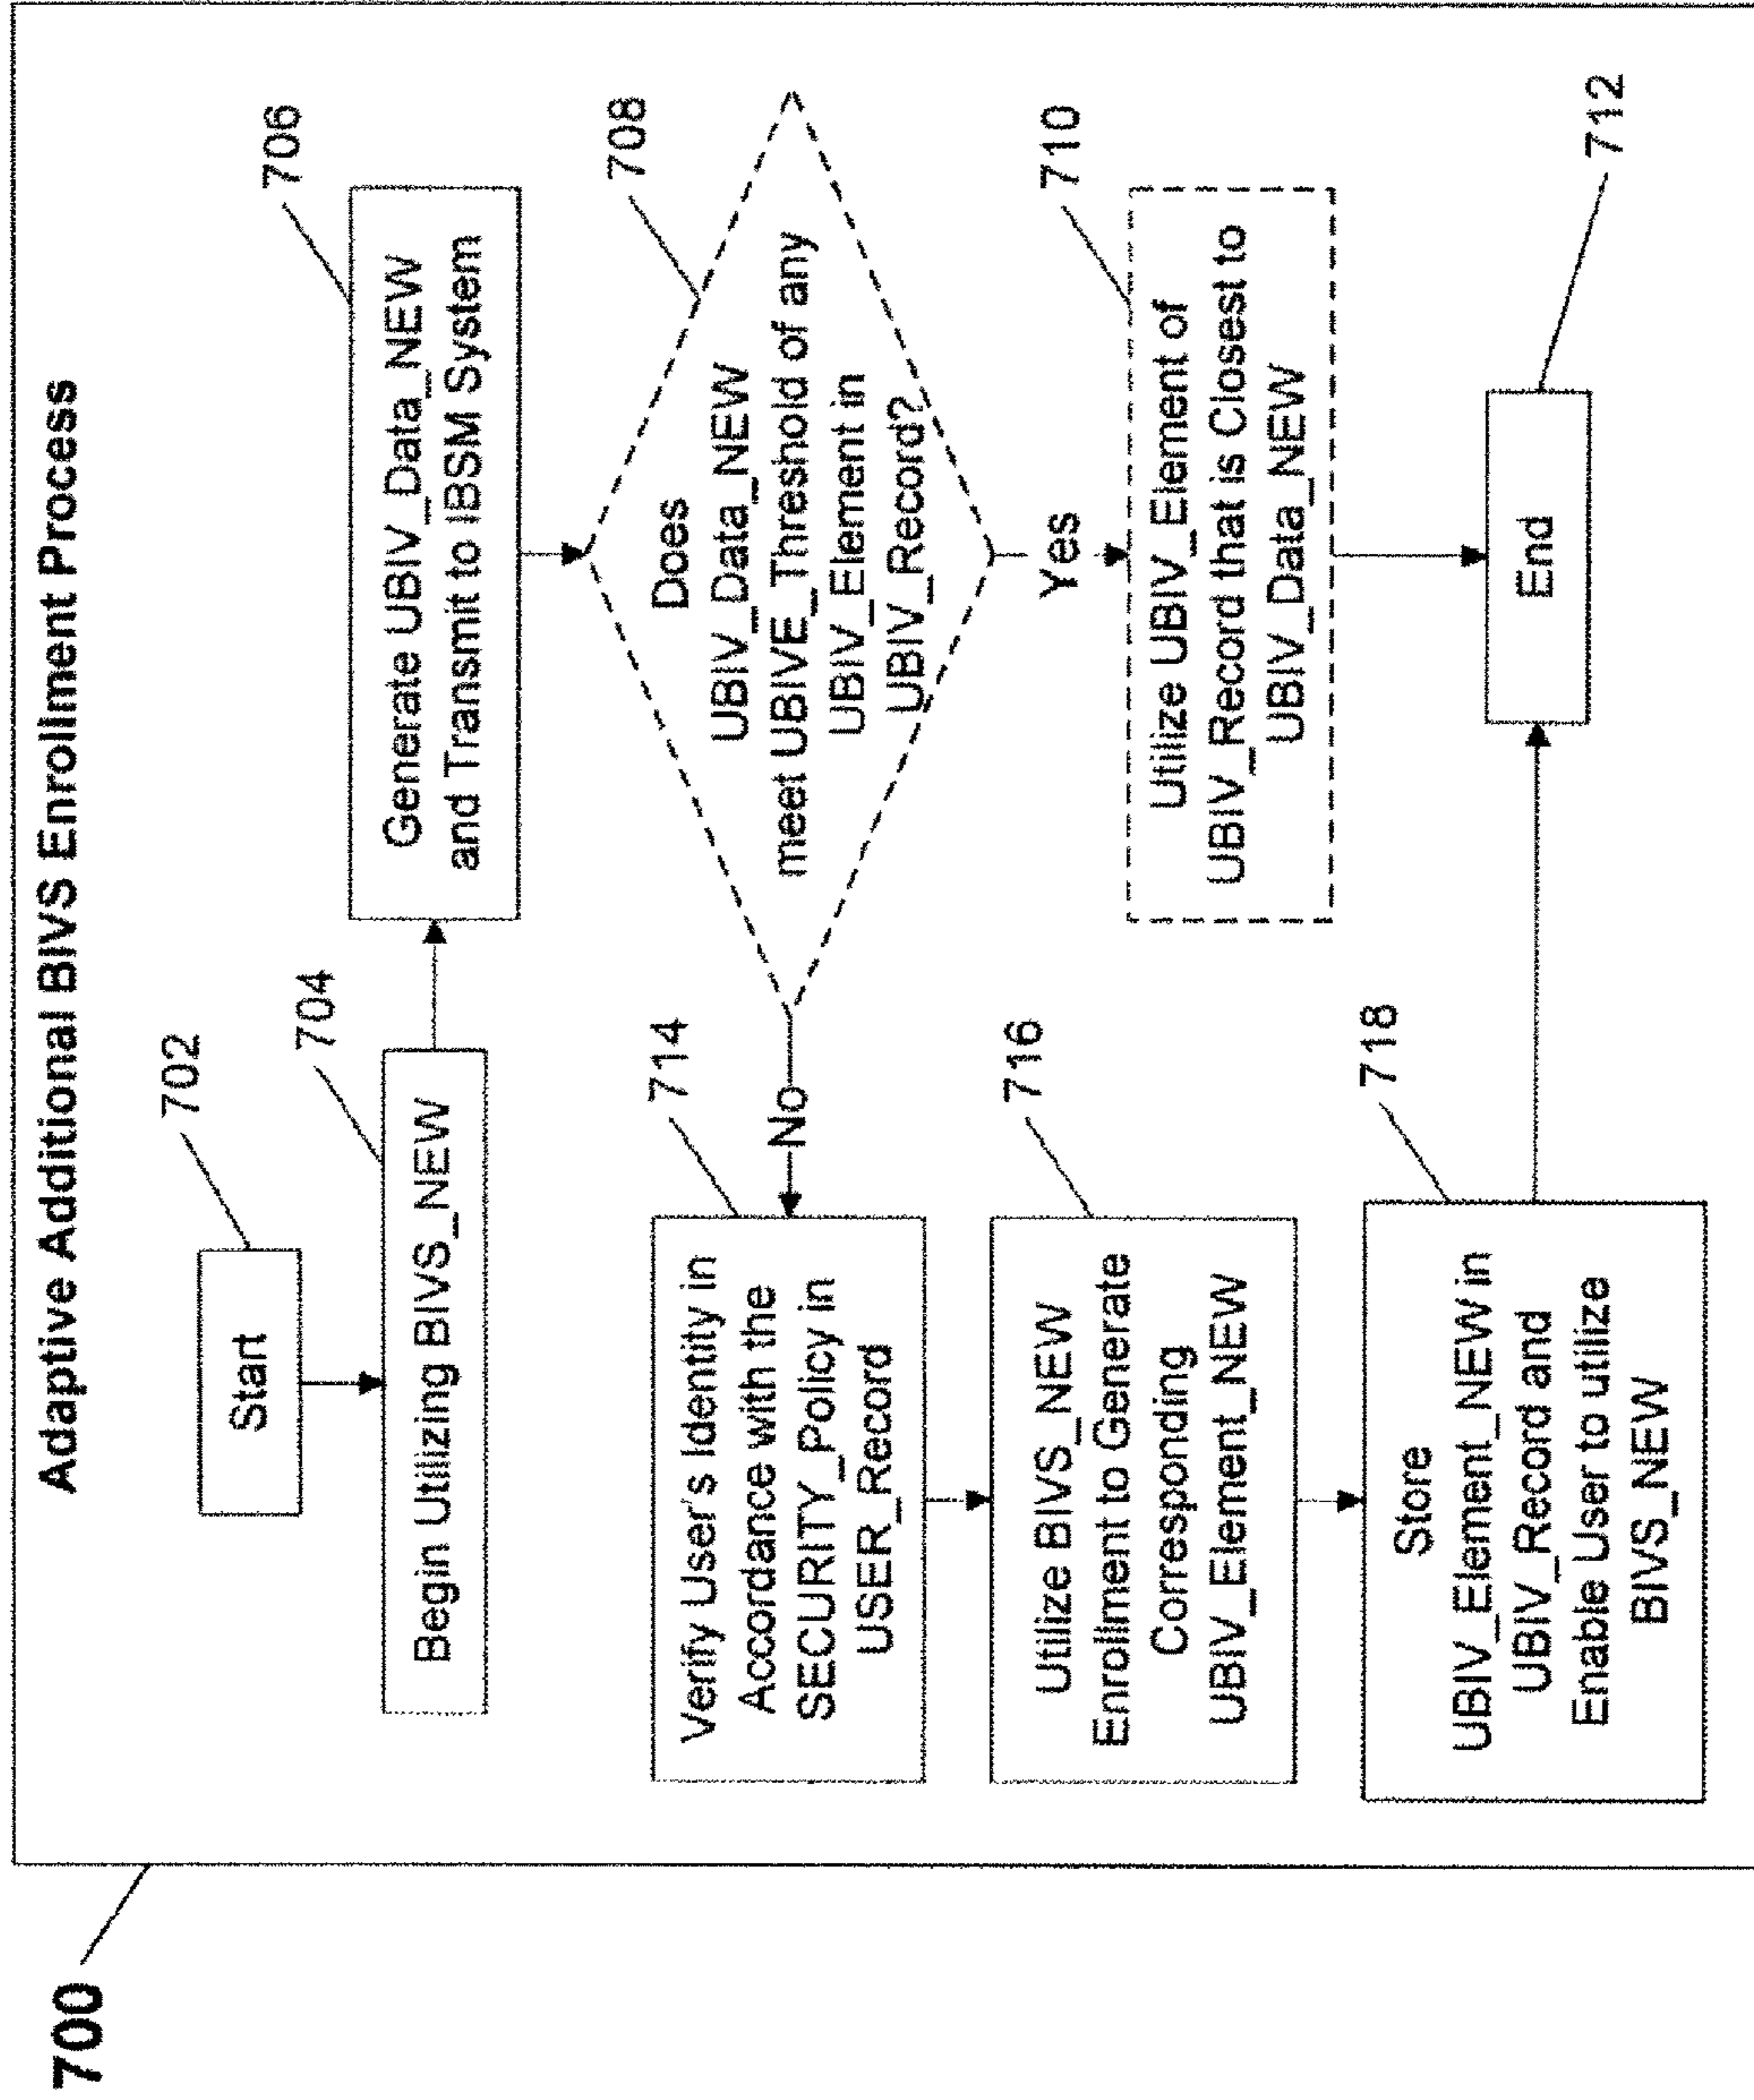 700
Adaptive Additional BIVS Enrollment Process
702
Start
704
Begin Utilizing BIVS_NEW
706
Generate UBIV_Data_NEW
and Transmit to IBSM System
708
Does
UBIV_Data_NEW
meet UBIVE_Threshold of any
UBIV_Element in
UBIV_Record?
Yes
No
710
Utilize UBIV_Element of
UBIV_Record that is Closest to
UBIV_Data_NEW
712
End
714
Verify User's Identity in
Accordance with the
SECURITY_Policy in
USER_Record
716
Utilize BIVS_NEW
Enrollment to Generate
Corresponding
UBIV_Element_NEW
718
Store
UBIV_Element_NEW in
UBIV_Record and
Enable User to utilize
BIVS_NEW